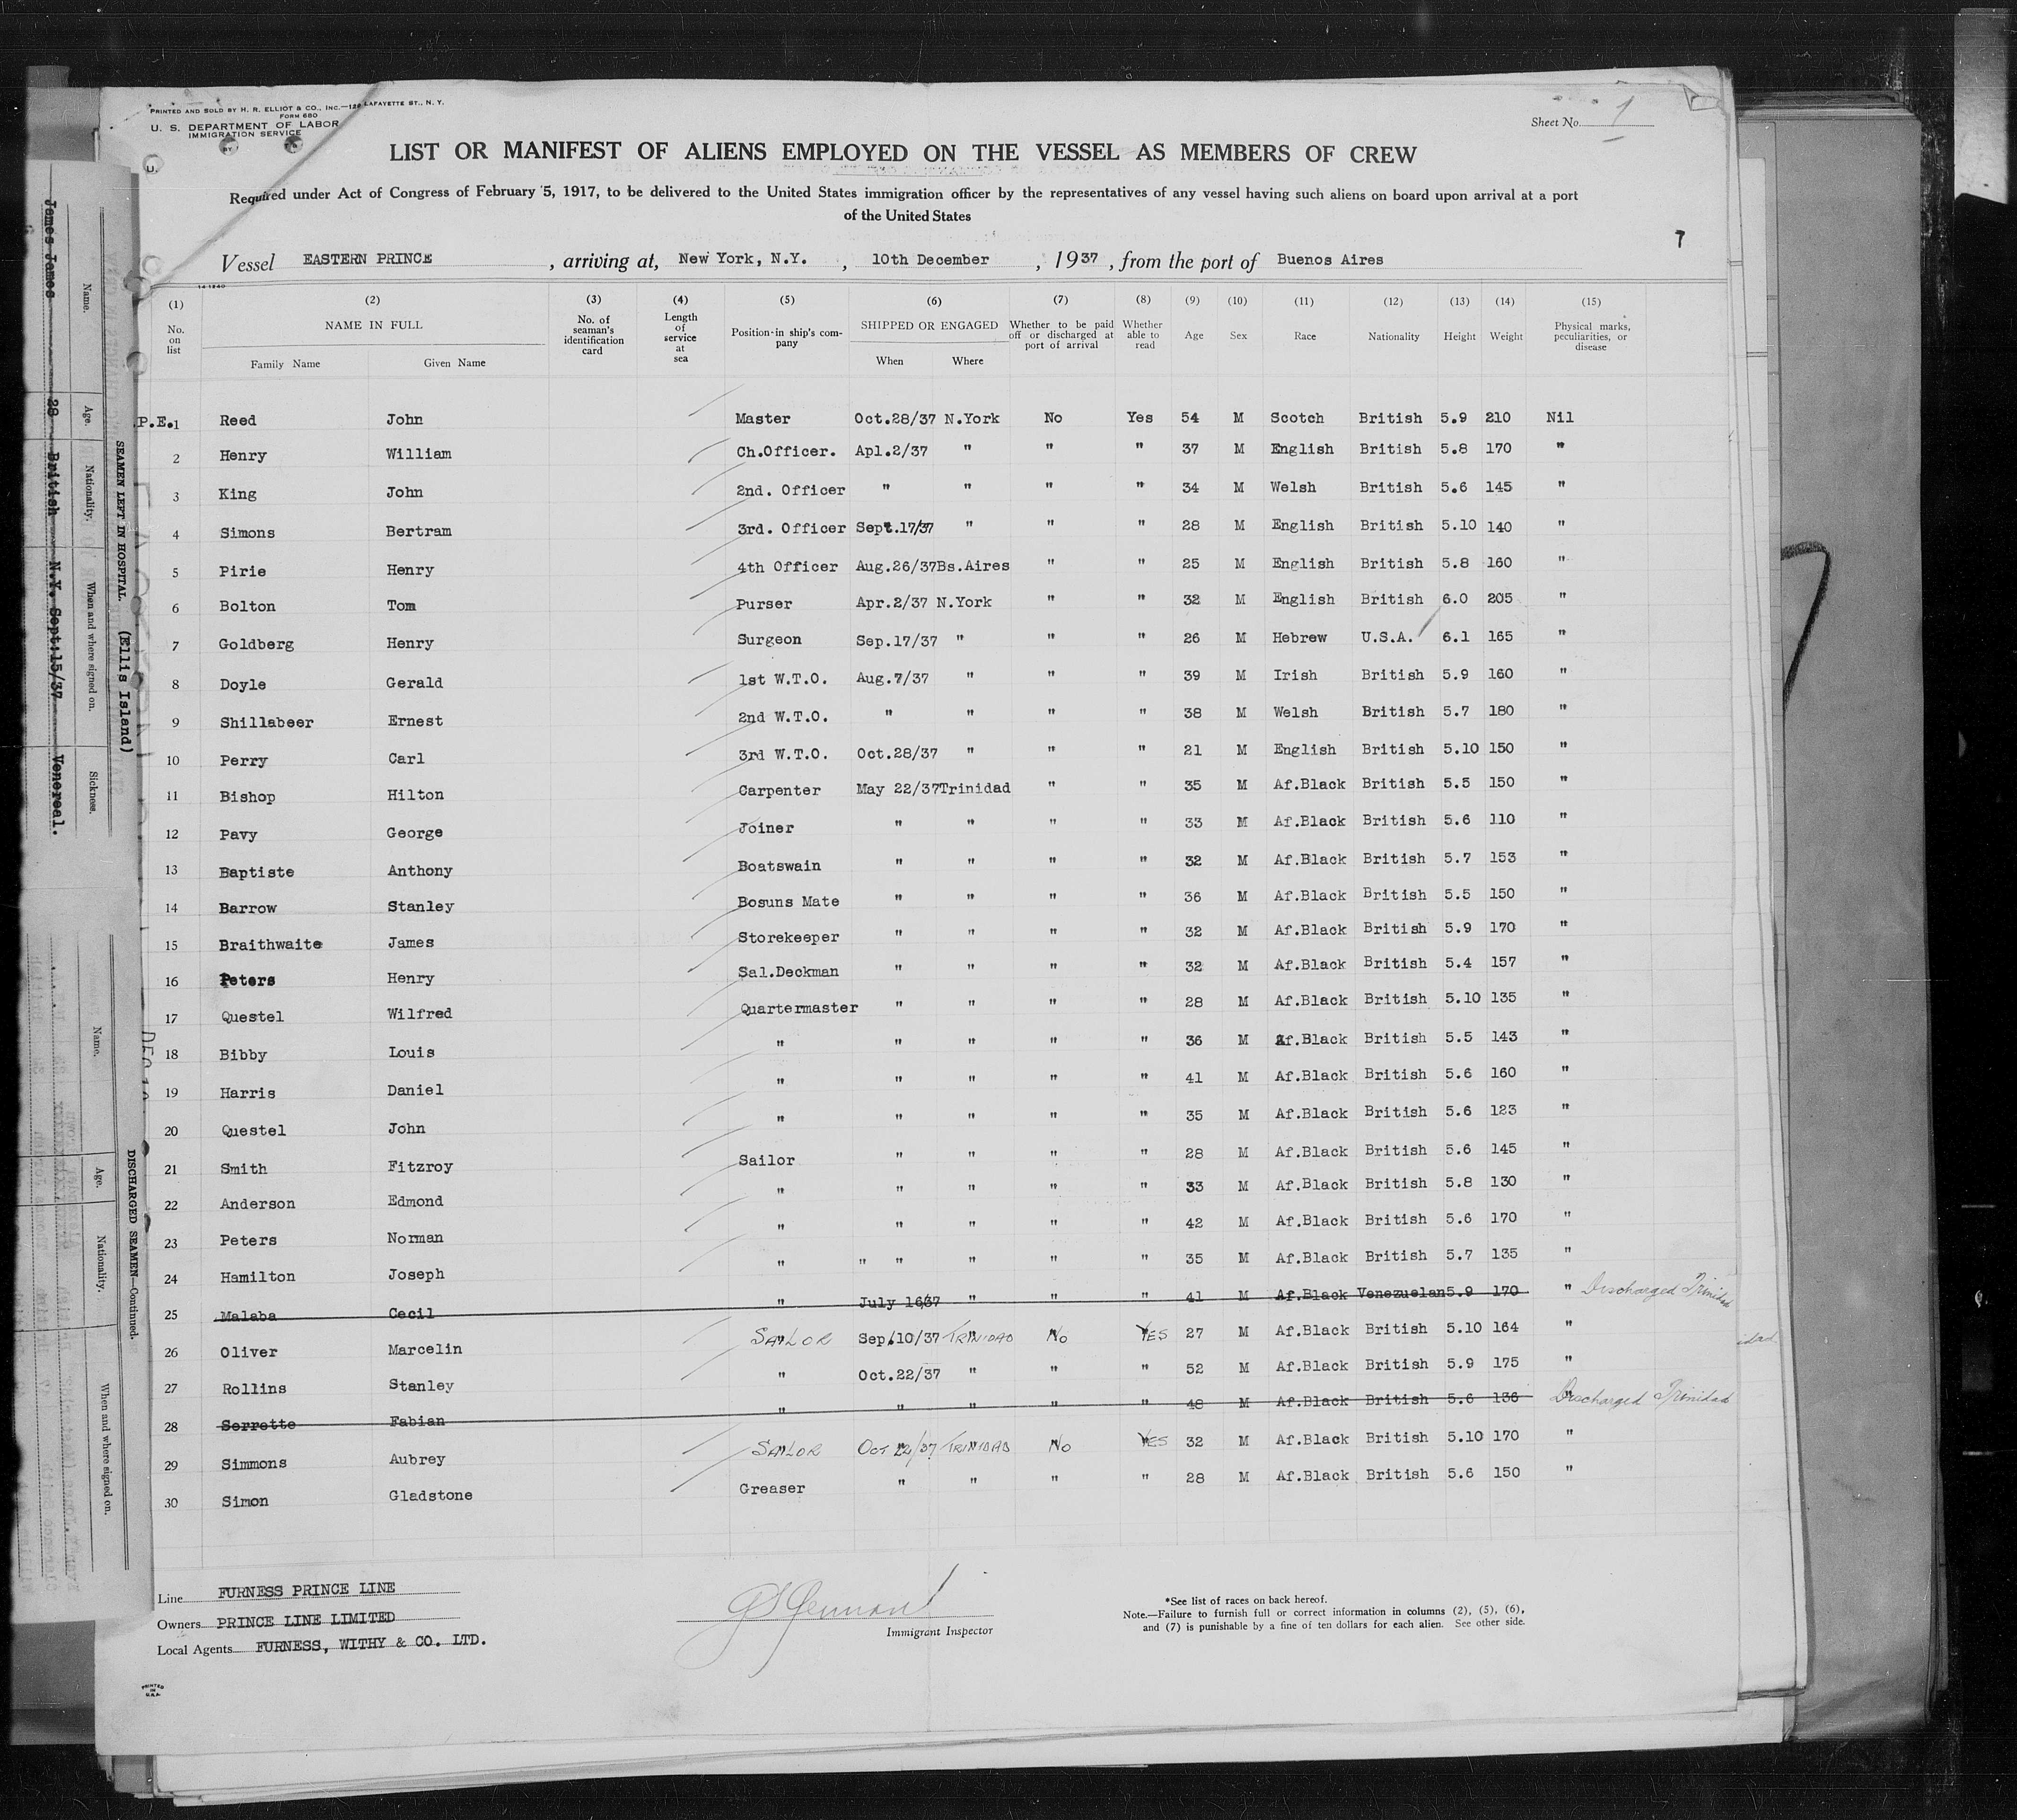 PRINTED AND SOLD BY H. R. ELLIOT & CO., INC.—129 LAFAYETTE ST., N. Y.
FORM 680
U. S. DEPARTMENT OF LABOR
IMMIGRATION SERVICE
Sheet No. 1
LIST OR MANIFEST OF ALIENS EMPLOYED ON THE VESSEL AS MEMBERS OF CREW
Required under Act of Congress of February 5, 1917, to be delivered to the United States immigration officer by the representatives of any vessel having such aliens on board upon arrival at a port
of the United States
7
Vessel EASTERN PRINCE, arriving at, New York, N.Y., 10th December, 1937, from the port of Buenos Aires
14-1240
(1) (2) (3) (4) (5) (6) (7) (8) (9) (10) (11) (12) (13) (14) (15)
No. on list NAME IN FULL Family Name Given Name No. of seaman's identification card Length of service at sea Position in ship's company SHIPPED OR ENGAGED When Where Whether to be paid off or discharged at port of arrival Whether able to read Age Sex Race Nationality Height Weight Physical marks, peculiarities, or disease
P.E. 1 Reed John Master Oct.28/37 N.York No Yes 54 M Scotch British 5.9 210 Nil
2 Henry William Ch.Officer. Apl.2/37 " " " 37 M English British 5.8 170 "
3 King John 2nd. Officer " " " " 34 M Welsh British 5.6 145 "
4 Simons Bertram 3rd. Officer Sept.17/37 " " " 28 M English British 5.10 140 "
5 Pirie Henry 4th Officer Aug.26/37 Bs.Aires " " 25 M English British 5.8 160 "
6 Bolton Tom Purser Apr.2/37 N.York " " 32 M English British 6.0 205 "
7 Goldberg Henry Surgeon Sep.17/37 " " " 26 M Hebrew U.S.A. 6.1 165 "
8 Doyle Gerald 1st W.T.O. Aug.7/37 " " " 39 M Irish British 5.9 160 "
9 Shillabeer Ernest 2nd W.T.O. " " " " 38 M Welsh British 5.7 180 "
10 Perry Carl 3rd W.T.O. Oct.28/37 " " " 21 M English British 5.10 150 "
11 Bishop Hilton Carpenter May 22/37 Trinidad " " 35 M Af.Black British 5.5 150 "
12 Pavy George Joiner " " " " 33 M Af.Black British 5.6 110 "
13 Baptiste Anthony Boatswain " " " " 32 M Af.Black British 5.7 153 "
14 Barrow Stanley Bosuns Mate " " " " 36 M Af.Black British 5.5 150 "
15 Braithwaite James Storekeeper " " " " 32 M Af.Black British 5.9 170 "
16 Peters Henry Sal.Deckman " " " " 32 M Af.Black British 5.4 157 "
17 Questel Wilfred Quartermaster " " " " 28 M Af.Black British 5.10 135 "
18 Bibby Louis " " " " " 36 M Af.Black British 5.5 143 "
19 Harris Daniel " " " " " 41 M Af.Black British 5.6 160 "
20 Questel John " " " " " 35 M Af.Black British 5.6 123 "
21 Smith Fitzroy Sailor " " " " 28 M Af.Black British 5.6 145 "
22 Anderson Edmond " " " " " 33 M Af.Black British 5.8 130 "
23 Peters Norman " " " " " 42 M Af.Black British 5.6 170 "
24 Hamilton Joseph " " " " " " 35 M Af.Black British 5.7 135 "
25 Malaba Cecil " July 16/37 " " " 41 M Af.Black Venezuelan 5.9 170 " Discharged Trinidad
26 Oliver Marcelin SAILOR Sep.10/37 TRINIDAD No YES 27 M Af.Black British 5.10 164 "
27 Rollins Stanley " Oct.22/37 " " " 52 M Af.Black British 5.9 175 "
28 Serrette Fabian " " " " " 48 M Af.Black British 5.6 136 " Discharged Trinidad
29 Simmons Aubrey SAILOR OCT 22/37 TRINIDAD No YES 32 M Af.Black British 5.10 170 "
30 Simon Gladstone Greaser " " " " 28 M Af.Black British 5.6 150 "
Line FURNESS PRINCE LINE
Owners PRINCE LINE LIMITED
Local Agents FURNESS, WITHY & CO. LTD.
Immigrant Inspector
*See list of races on back hereof.
Note.—Failure to furnish full or correct information in columns (2), (5), (6),
and (7) is punishable by a fine of ten dollars for each alien. See other side.
PRINTED IN U.S.A.
SEAMEN LEFT IN HOSPITAL. (Ellis Island)
Name. Age. Nationality. When and where signed on. Sickness.
James James 28 British N.Y. Sept:15/37 Venereal.
DISCHARGED SEAMEN—Continued.
Name. Age. Nationality. When and where signed on.